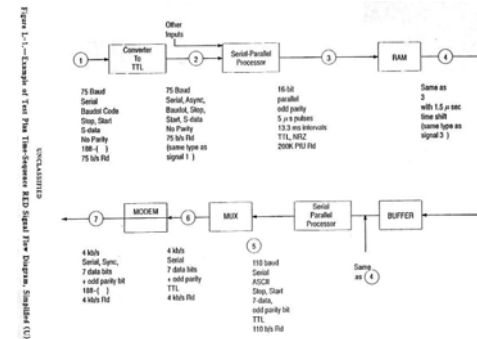 Figure L-1.—Example of Test Plus Time-Sequence RED Signal Flow Diagram, Simplified (U)
UNCLASSIFIED
Other
Inputs
1
Converter
To
TTL
2
Serial-Parallel
Processor
3
RAM
4
75 Baud
Serial
Baudot Code
Stop, Start
S-data
No Parity
188-( )
75 b/s Rd
75 Baud
Serial, Async,
Baudot, Stop,
Start, S-data
No Parity
75 b/s Rd
(same type as
signal 1 )
16-bit
parallel
odd parity
5 μs pulses
13.3 ms intervals
TTL, NRZ
200K PIU Rd
Same as
3
with 1.5 μ sec
time shift
(same type as
signal 3 )
7
MODEM
6
MUX
5
Serial
Parallel
Processor
BUFFER
Same
as 4
4 kb/s
Serial, Sync,
7 data bits
+ odd parity bit
188-( )
4 kb/s Rd
4 kb/s
Serial
7 data bits
+ odd parity
TTL
4 kb/s Rd
110 baud
Serial
ASCII
Stop, Start
7-data,
odd parity bit
TTL
110 b/s Rd